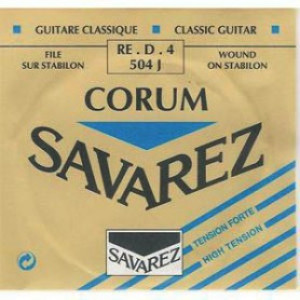 GUITARE CLASSIQUE
CLASSIC GUITAR
FILE
SUR STABILON
RE . D . 4
504 J
WOUND
ON STABILON
CORUM
SAVAREZ
SAVAREZ
TENSION FORTE
HIGH TENSION